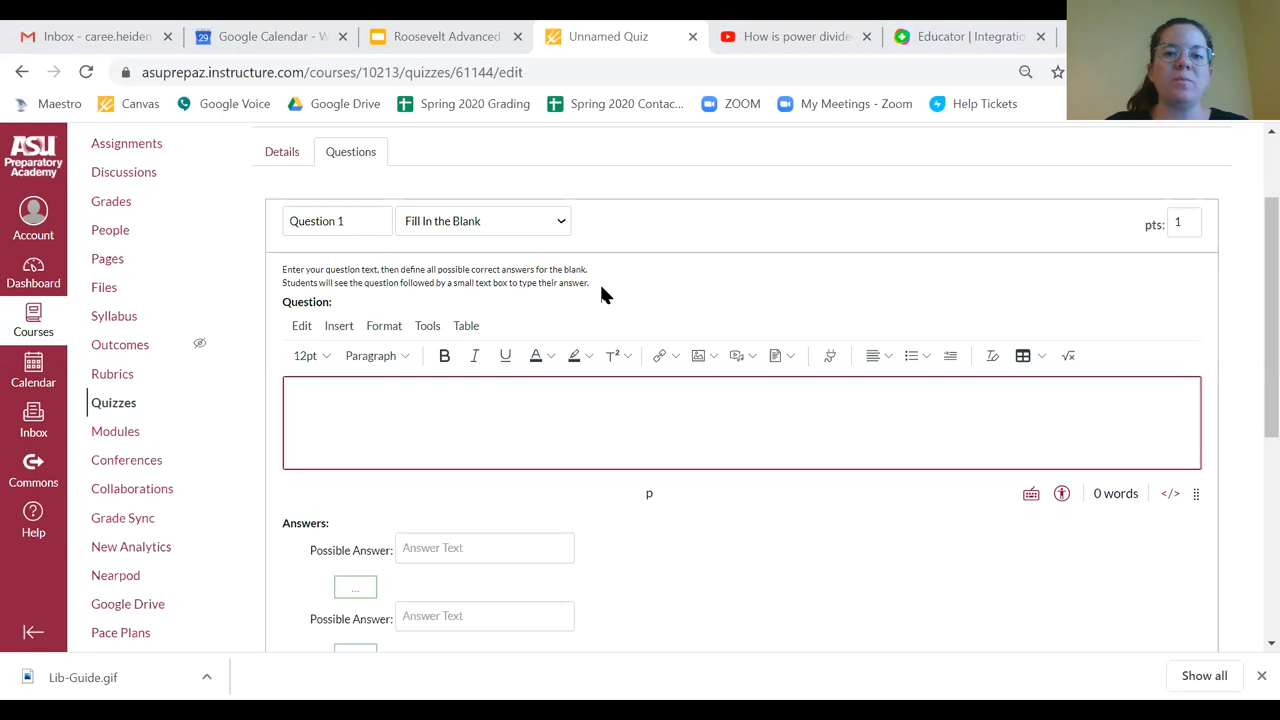 Inbox - caree.heiden
Google Calendar - W
Roosevelt Advanced
Unnamed Quiz
How is power divide
Educator | Integratio
asuprepaz.instructure.com/courses/10213/quizzes/61144/edit
Maestro
Canvas
Google Voice
Google Drive
Spring 2020 Grading
Spring 2020 Contac...
ZOOM
My Meetings - Zoom
Help Tickets
ASU
Preparatory
Academy
Account
Dashboard
Courses
Calendar
Inbox
Commons
Help
Assignments
Discussions
Grades
People
Pages
Files
Syllabus
Outcomes
Rubrics
Quizzes
Modules
Conferences
Collaborations
Grade Sync
New Analytics
Nearpod
Google Drive
Pace Plans
Details
Questions
Question 1
Fill In the Blank
pts: 1
Enter your question text, then define all possible correct answers for the blank.
Students will see the question followed by a small text box to type their answer.
Question:
Edit Insert Format Tools Table
12pt Paragraph B I U A T² √x
p
0 words </>
Answers:
Possible Answer: Answer Text
...
Possible Answer: Answer Text
Lib-Guide.gif
Show all